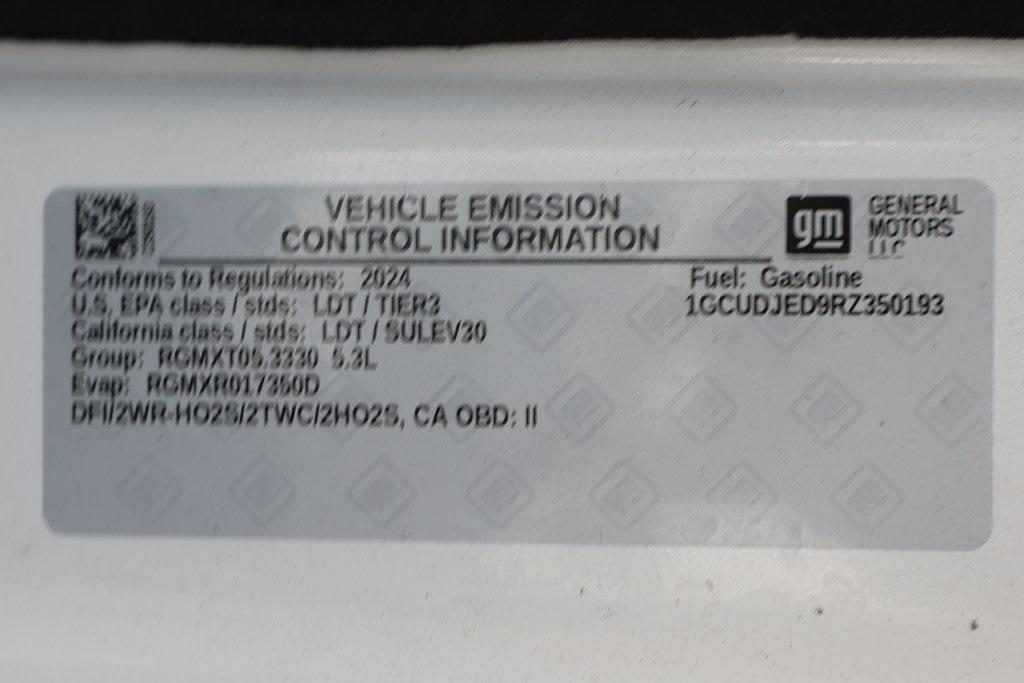 VEHICLE EMISSION
CONTROL INFORMATION
gm
GENERAL
MOTORS
LLC
Conforms to Regulations: 2024
Fuel: Gasoline
U.S. EPA class / stds: LDT / TIER3
1GCUDJED9RZ350193
California class / stds: LDT / SULEV30
Group: RGMXT05.3330 5.3L
Evap: RGMXR017350D
DFI/2WR-HO2S/2TWC/2HO2S, CA OBD: II